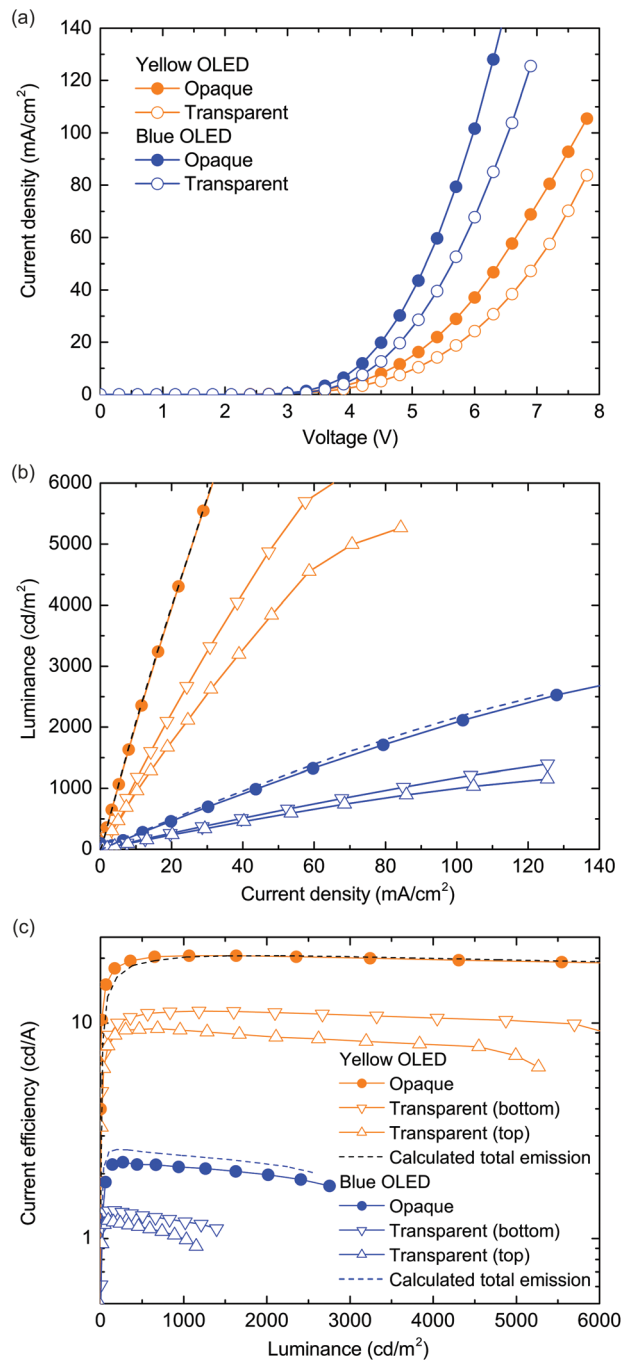 (a)
140
120
100
80
60
40
20
0
Current density (mA/cm²)
Yellow OLED
Opaque
Transparent
Blue OLED
Opaque
Transparent
0 1 2 3 4 5 6 7 8
Voltage (V)
(b)
6000
5000
4000
3000
2000
1000
0
Luminance (cd/m²)
0 20 40 60 80 100 120 140
Current density (mA/cm²)
(c)
10
1
Current efficiency (cd/A)
Yellow OLED
Opaque
Transparent (bottom)
Transparent (top)
Calculated total emission
Blue OLED
Opaque
Transparent (bottom)
Transparent (top)
Calculated total emission
0 1000 2000 3000 4000 5000 6000
Luminance (cd/m²)